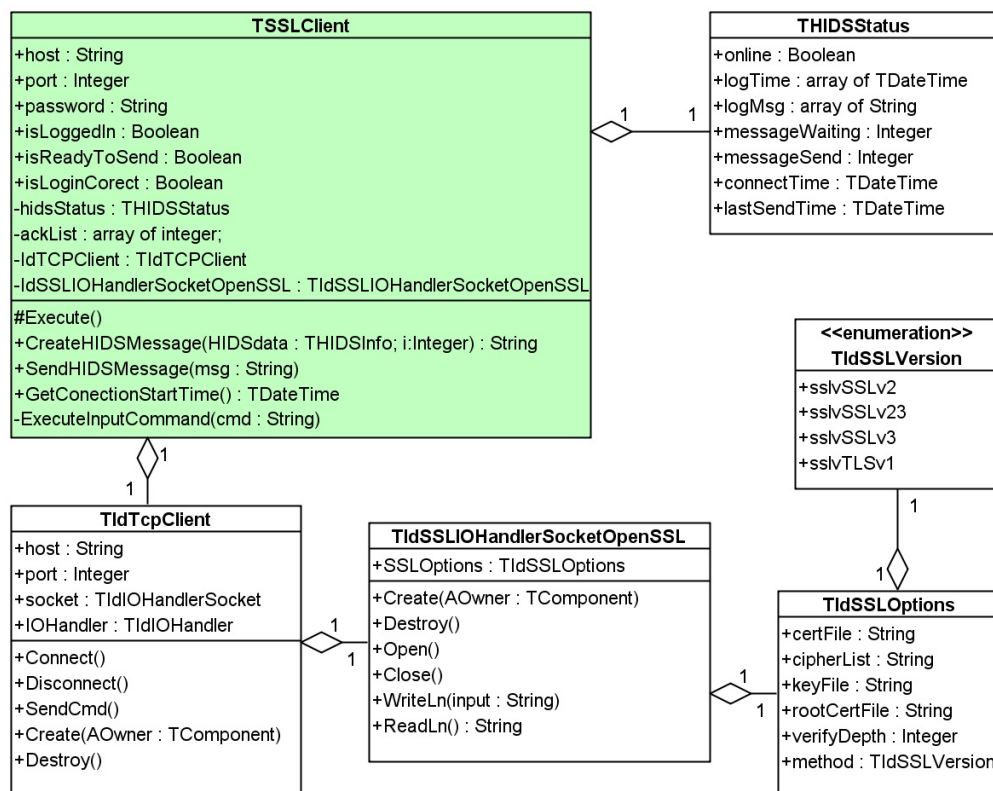 TSSLClient
+host : String
+port : Integer
+password : String
+isLoggedIn : Boolean
+isReadyToSend : Boolean
+isLoginCorect : Boolean
-hidsStatus : THIDSStatus
-ackList : array of integer;
-IdTCPClient : TIdTCPClient
-IdSSLIOHandlerSocketOpenSSL : TIdSSLIOHandlerSocketOpenSSL
#Execute()
+CreateHIDSMessage(HIDSdata : THIDSInfo; i:Integer) : String
+SendHIDSMessage(msg : String)
+GetConectionStartTime() : TDateTime
-ExecuteInputCommand(cmd : String)
1
1
THIDSStatus
+online : Boolean
+logTime : array of TDateTime
+logMsg : array of String
+messageWaiting : Integer
+messageSend : Integer
+connectTime : TDateTime
+lastSendTime : TDateTime
<<enumeration>>
TIdSSLVersion
+sslvSSLv2
+sslvSSLv23
+sslvSSLv3
+sslvTLSv1
1
1
1
1
TIdTcpClient
+host : String
+port : Integer
+socket : TIdIOHandlerSocket
+IOHandler : TIdIOHandler
+Connect()
+Disconnect()
+SendCmd()
+Create(AOwner : TComponent)
+Destroy()
1
1
TIdSSLIOHandlerSocketOpenSSL
+SSLOptions : TIdSSLOptions
+Create(AOwner : TComponent)
+Destroy()
+Open()
+Close()
+WriteLn(input : String)
+ReadLn() : String
1
1
TIdSSLOptions
+certFile : String
+cipherList : String
+keyFile : String
+rootCertFile : String
+verifyDepth : Integer
+method : TIdSSLVersion